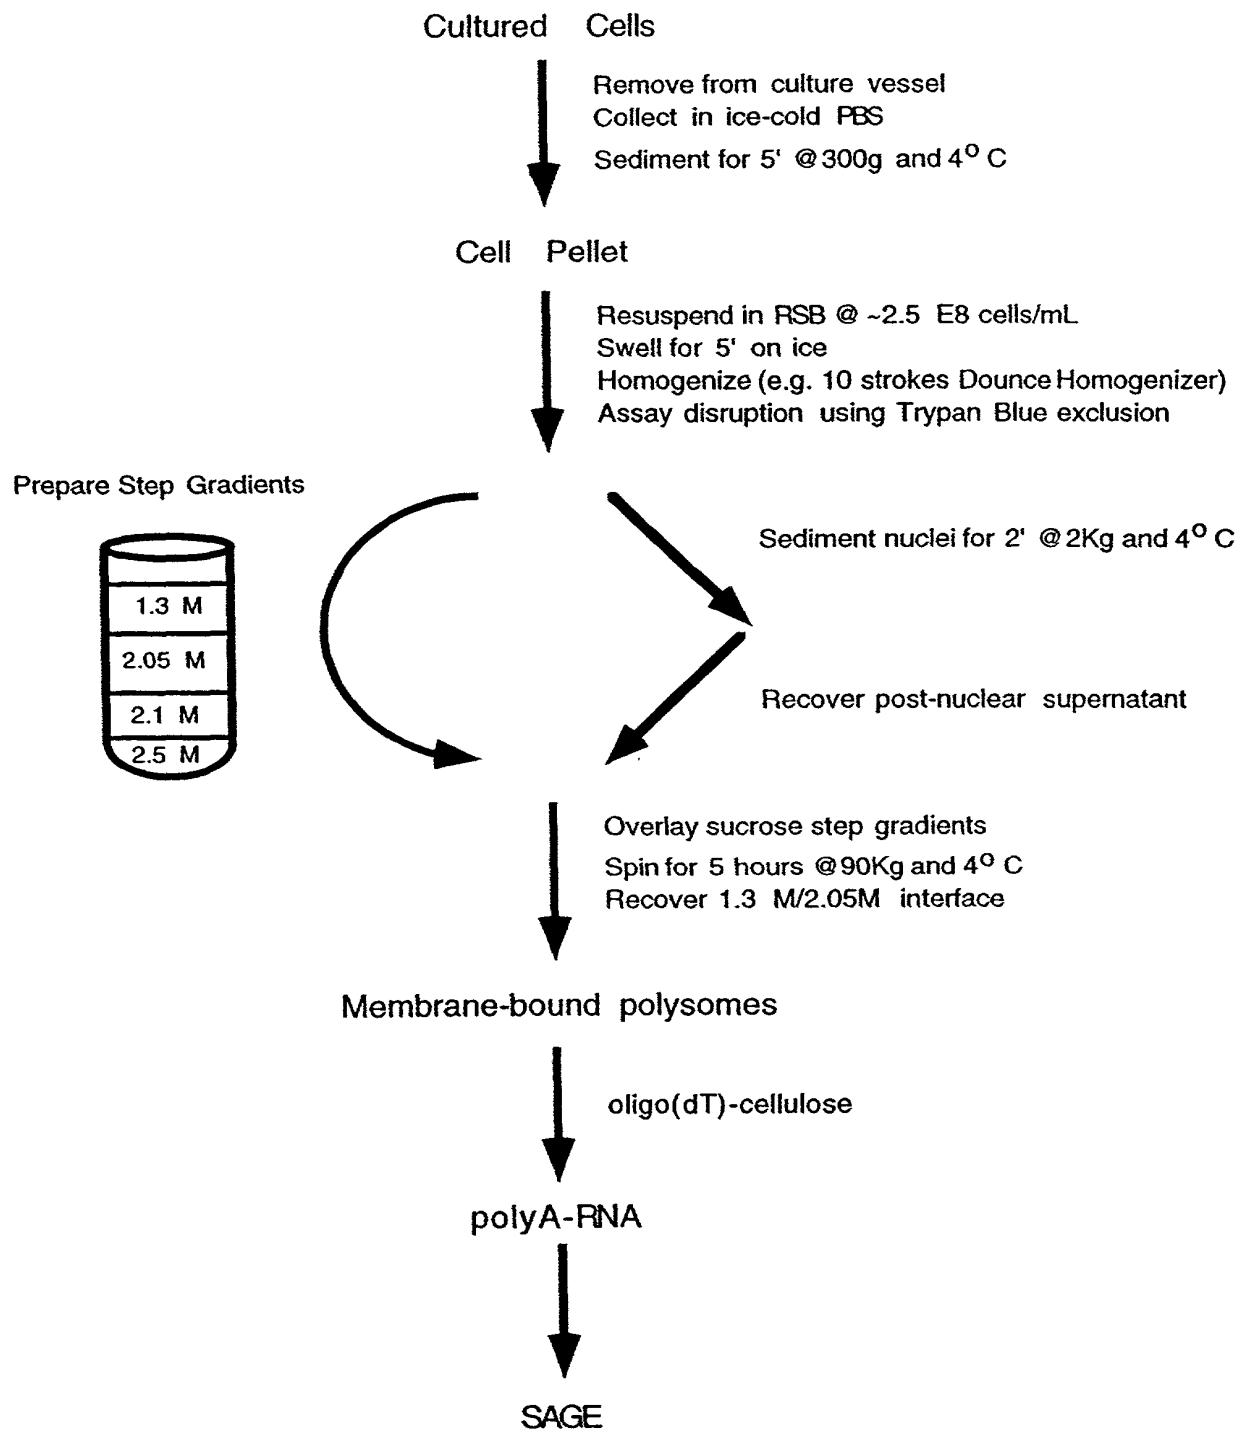 Cultured Cells
Remove from culture vessel
Collect in ice-cold PBS
Sediment for 5' @300g and 4° C
Cell Pellet
Resuspend in RSB @ ~2.5 E8 cells/mL
Swell for 5' on ice
Homogenize (e.g. 10 strokes Dounce Homogenizer)
Assay disruption using Trypan Blue exclusion
Prepare Step Gradients
1.3 M
2.05 M
2.1 M
2.5 M
Sediment nuclei for 2' @2Kg and 4° C
Recover post-nuclear supernatant
Overlay sucrose step gradients
Spin for 5 hours @90Kg and 4° C
Recover 1.3 M/2.05M interface
Membrane-bound polysomes
oligo(dT)-cellulose
polyA-RNA
SAGE